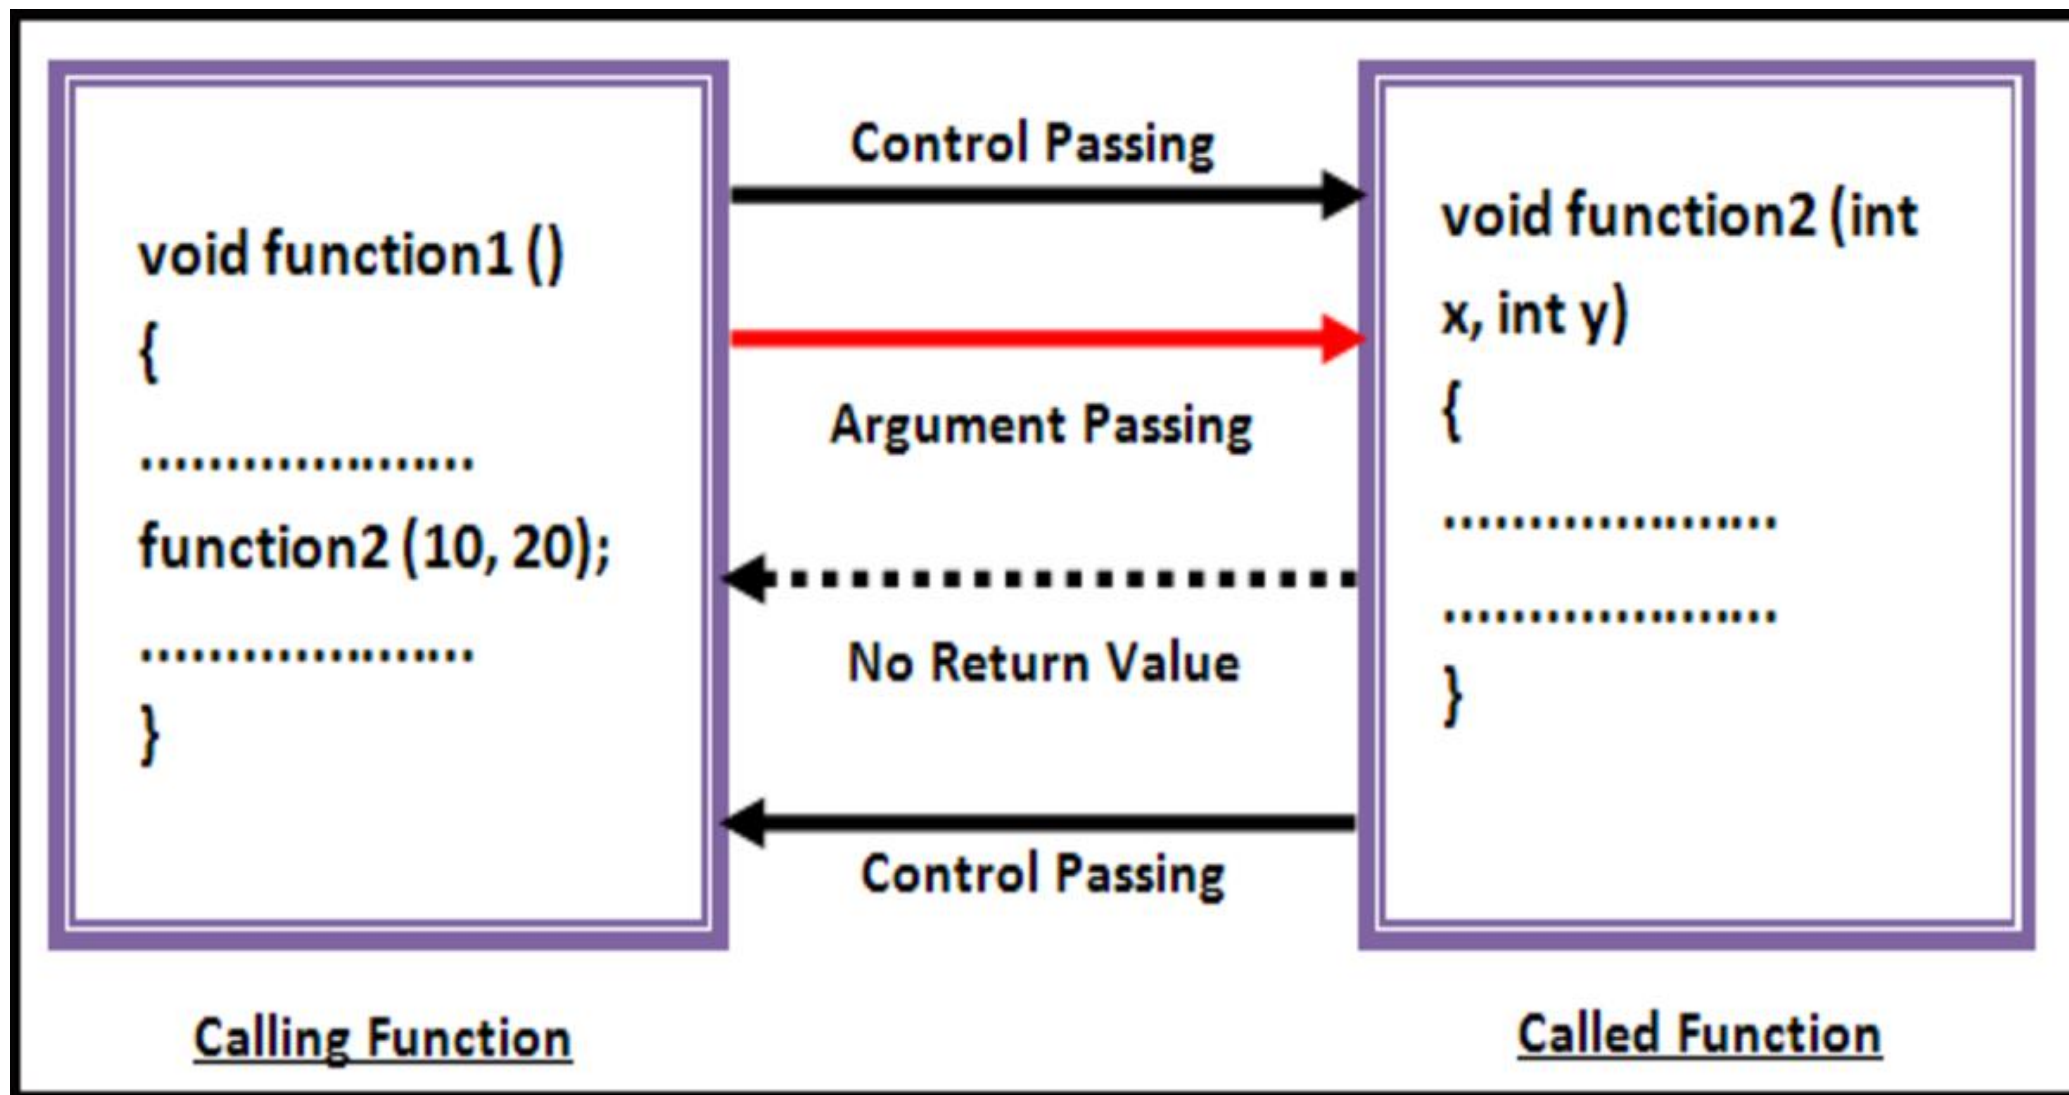 void function1 ()
{
....................
function2 (10, 20);
....................
}
Calling Function
Control Passing
Argument Passing
No Return Value
Control Passing
void function2 (int
x, int y)
{
....................
....................
}
Called Function